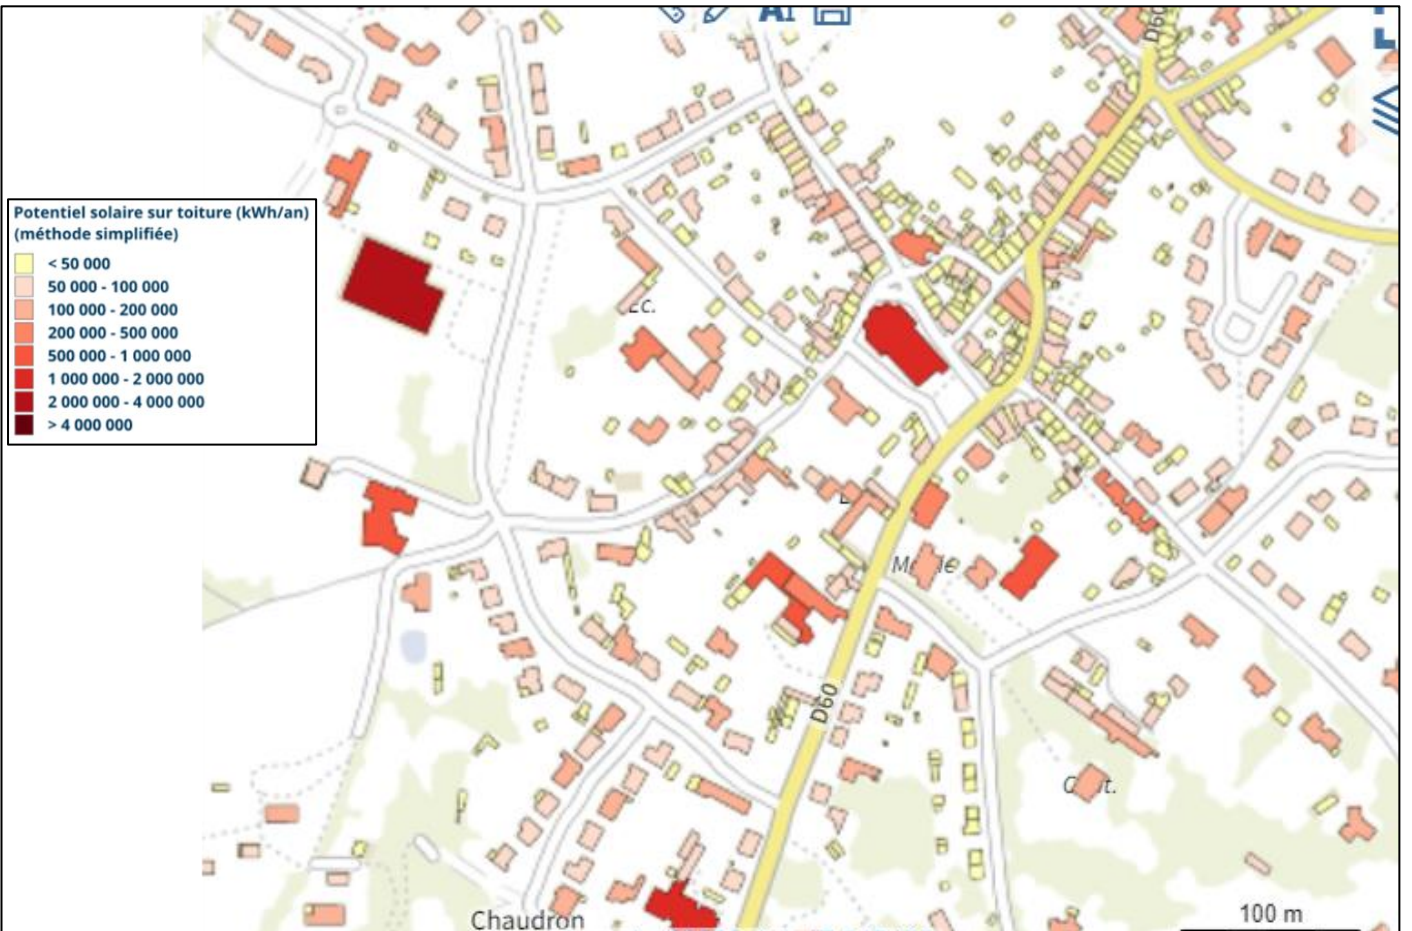 D60
Potentiel solaire sur toiture (kWh/an)
(méthode simplifiée)
< 50 000
50 000 - 100 000
100 000 - 200 000
200 000 - 500 000
500 000 - 1 000 000
1 000 000 - 2 000 000
2 000 000 - 4 000 000
> 4 000 000
Ec.
D60
Chaudron
100 m